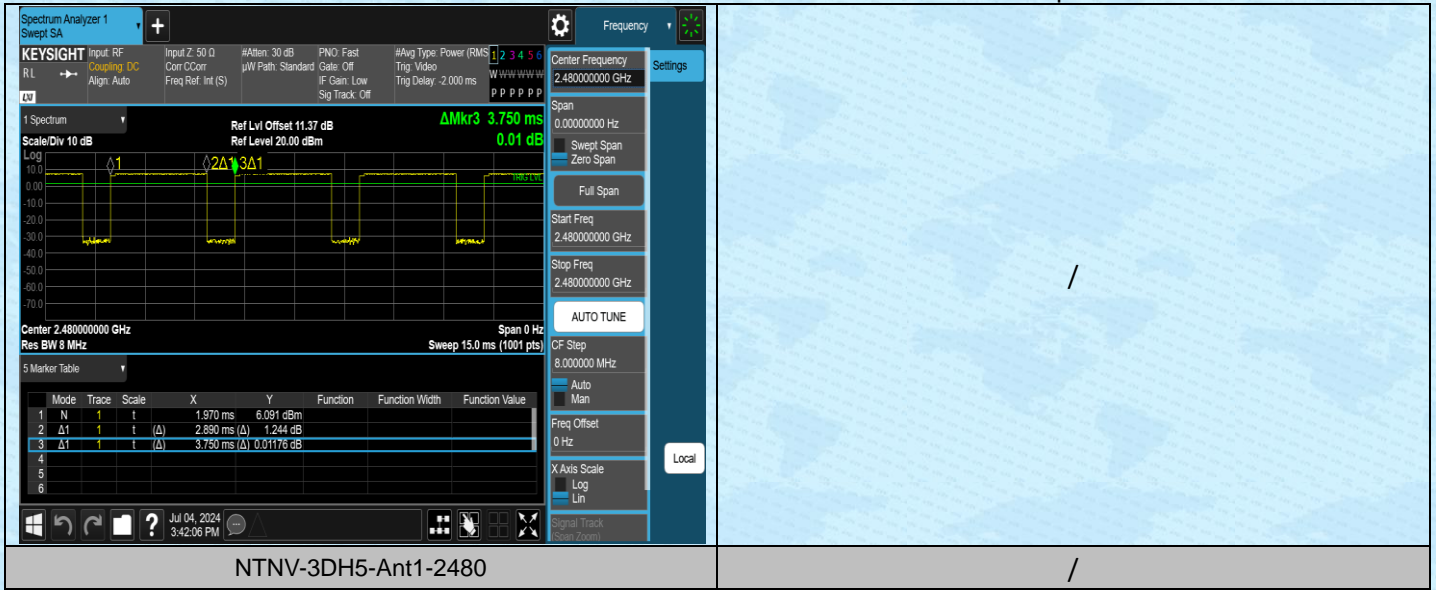 Spectrum Analyzer 1
Swept SA
+
Frequency
KEYSIGHT
RL
LXI
Input: RF
Coupling: DC
Align: Auto
Input Z: 50 Ω
Corr CCorr
Freq Ref: Int (S)
#Atten: 30 dB
µW Path: Standard
PNO: Fast
Gate: Off
IF Gain: Low
Sig Track: Off
#Avg Type: Power (RMS
Trig: Video
Trig Delay: -2.000 ms
1 2 3 4 5 6
W W W W W W
P P P P P P
1 Spectrum
Scale/Div 10 dB
Ref Lvl Offset 11.37 dB
Ref Level 20.00 dBm
ΔMkr3 3.750 ms
0.01 dB
Log
10.0
0.00
-10.0
-20.0
-30.0
-40.0
-50.0
-60.0
-70.0
1
2Δ1
3Δ1
TRIG LVL
Center 2.480000000 GHz
Res BW 8 MHz
Span 0 Hz
Sweep 15.0 ms (1001 pts)
5 Marker Table
Mode Trace Scale X Y Function Function Width Function Value
1 N 1 t 1.970 ms 6.091 dBm
2 Δ1 1 t (Δ) 2.890 ms (Δ) 1.244 dB
3 Δ1 1 t (Δ) 3.750 ms (Δ) 0.01176 dB
4
5
6
?
Jul 04, 2024
3:42:06 PM
Center Frequency
2.480000000 GHz
Span
0.00000000 Hz
Swept Span
Zero Span
Full Span
Start Freq
2.480000000 GHz
Stop Freq
2.480000000 GHz
AUTO TUNE
CF Step
8.000000 MHz
Auto
Man
Freq Offset
0 Hz
X Axis Scale
Log
Lin
Signal Track
(Span Zoom)
Settings
Local
/
NTNV-3DH5-Ant1-2480
/